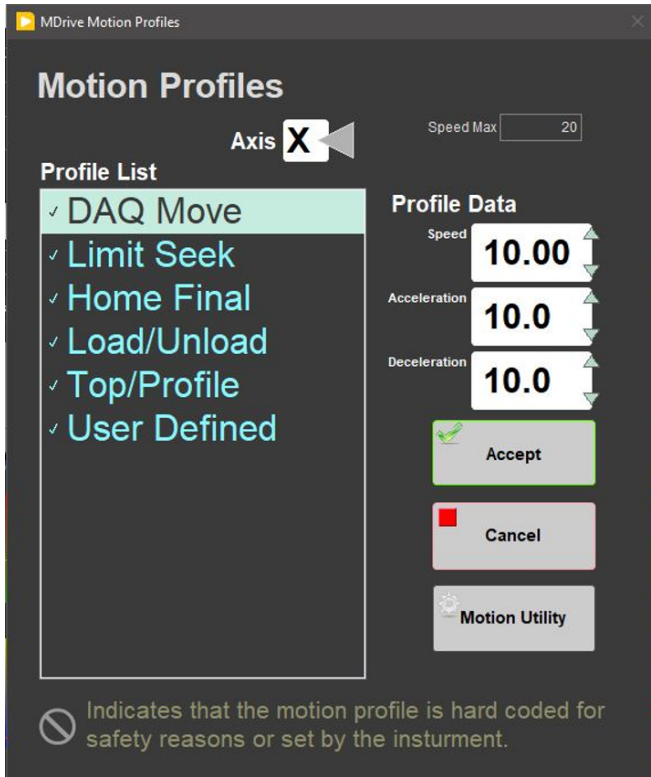 MDrive Motion Profiles
Motion Profiles
Axis X
Speed Max 20
Profile List
DAQ Move
Limit Seek
Home Final
Load/Unload
Top/Profile
User Defined
Profile Data
Speed 10.00
Acceleration 10.0
Deceleration 10.0
Accept
Cancel
Motion Utility
Indicates that the motion profile is hard coded for
safety reasons or set by the insturment.